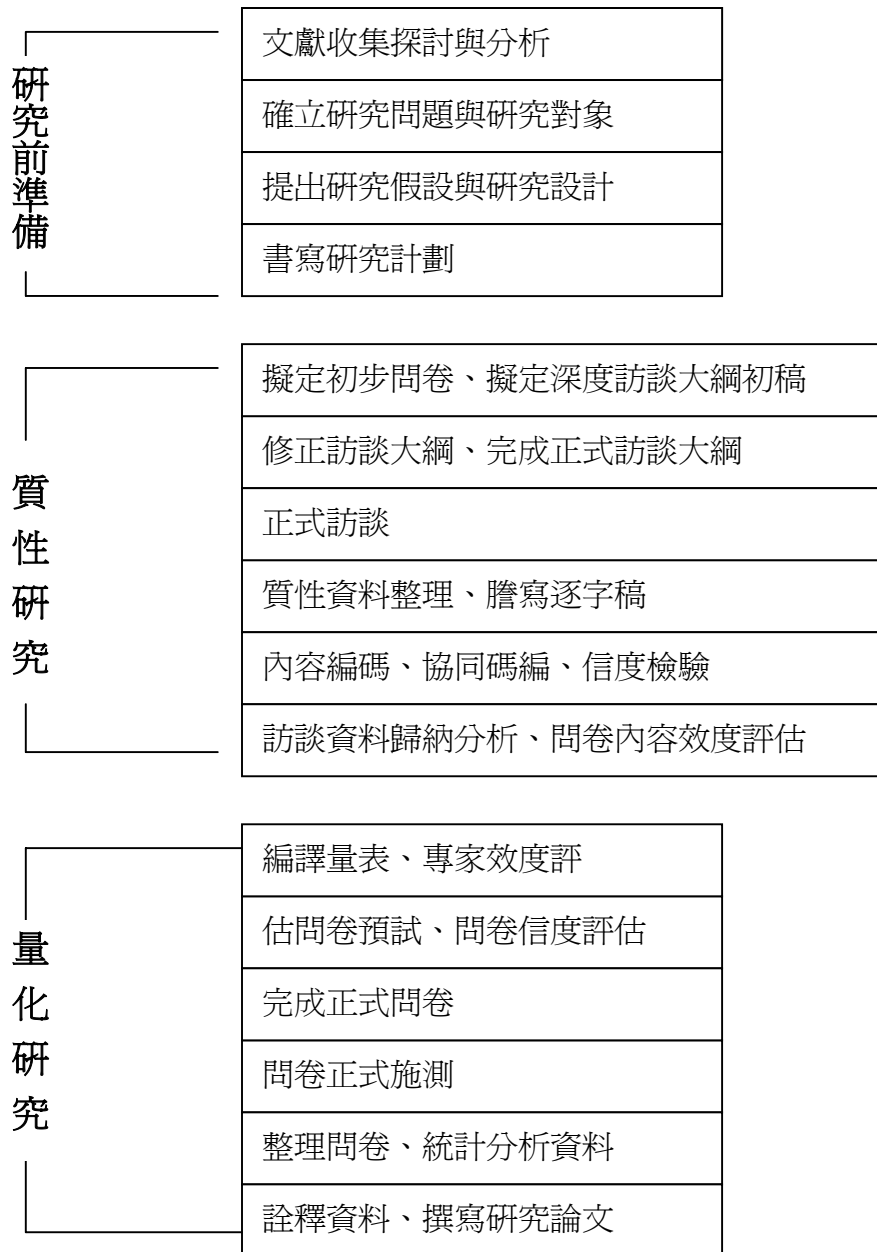 研究前準備
文獻收集探討與分析
確立研究問題與研究對象
提出研究假設與研究設計
書寫研究計劃
質性研究
擬定初步問卷、擬定深度訪談大綱初稿
修正訪談大綱、完成正式訪談大綱
正式訪談
質性資料整理、謄寫逐字稿
內容編碼、協同碼編、信度檢驗
訪談資料歸納分析、問卷內容效度評估
量化研究
編譯量表、專家效度評
估問卷預試、問卷信度評估
完成正式問卷
問卷正式施測
整理問卷、統計分析資料
詮釋資料、撰寫研究論文